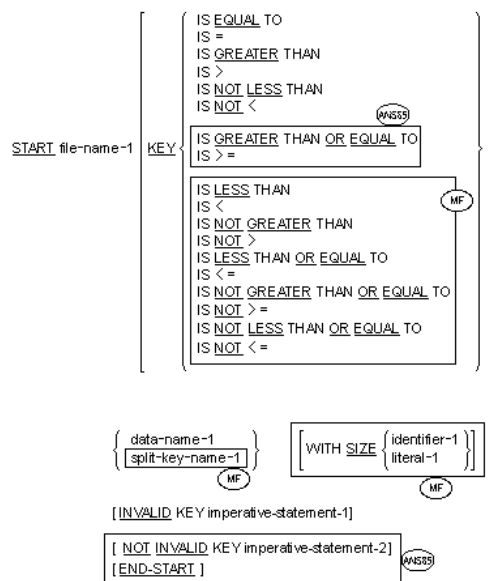 IS EQUAL TO
IS =
IS GREATER THAN
IS >
IS NOT LESS THAN
IS NOT <
ANS85
START file-name-1 KEY
IS GREATER THAN OR EQUAL TO
IS > =
IS LESS THAN
MF
IS <
IS NOT GREATER THAN
IS NOT >
IS LESS THAN OR EQUAL TO
IS < =
IS NOT GREATER THAN OR EQUAL TO
IS NOT > =
IS NOT LESS THAN OR EQUAL TO
IS NOT < =
data-name-1
split-key-name-1
MF
WITH SIZE
identifier-1
literal-1
MF
[INVALID KEY imperative-statement-1]
[ NOT INVALID KEY imperative-statement-2]
[END-START ]
ANS85